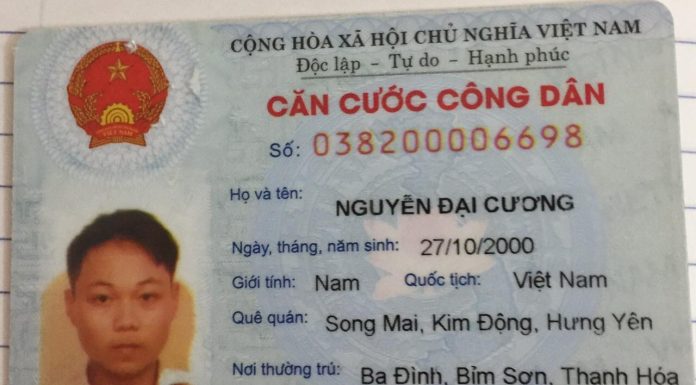 CỘNG HÒA XÃ HỘI CHỦ NGHĨA VIỆT NAM
Độc lập - Tự do - Hạnh phúc
CĂN CƯỚC CÔNG DÂN
Số: 038200006698
Họ và tên:
NGUYỄN ĐẠI CƯƠNG
Ngày, tháng, năm sinh: 27/10/2000
Giới tính: Nam Quốc tịch: Việt Nam
Quê quán: Song Mai, Kim Động, Hưng Yên
Nơi thường trú: Ba Đình, Bỉm Sơn, Thanh Hóa